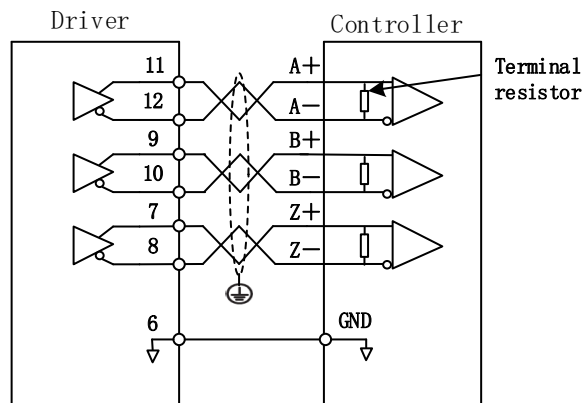 Driver
Controller
11
A+
Terminal
resistor
12
A-
9
B+
10
B-
7
Z+
8
Z-
6
GND